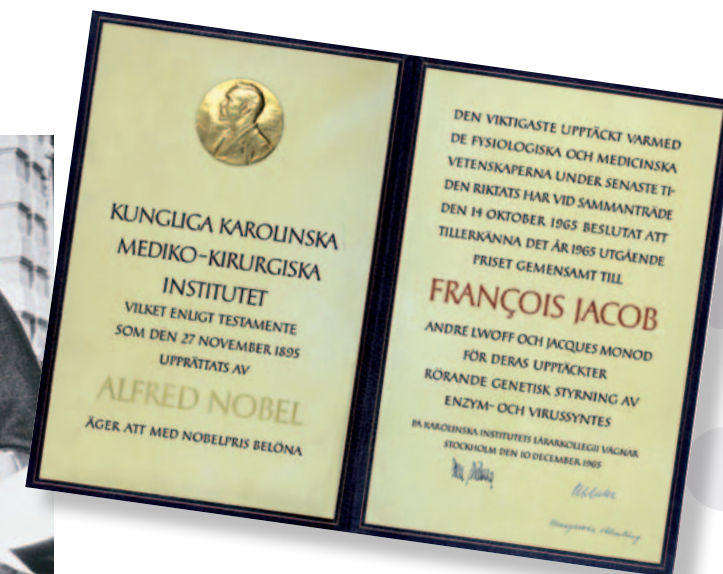 KUNGLIGA KAROLINSKA
MEDIKO-KIRURGISKA
INSTITUTET
VILKET ENLIGT TESTAMENTE
SOM DEN 27 NOVEMBER 1895
UPPRÄTTATS AV
ALFRED NOBEL
ÄGER ATT MED NOBELPRIS BELÖNA
DEN VIKTIGASTE UPPTÄCKT VARMED
DE FYSIOLOGISKA OCH MEDICINSKA
VETENSKAPERNA UNDER SENASTE TI-
DEN RIKTATS HAR VID SAMMANTRÄDE
DEN 14 OKTOBER 1965 BESLUTAT ATT
TILLERKÄNNA DET ÅR 1965 UTGÅENDE
PRISET GEMENSAMT TILL
FRANÇOIS JACOB
ANDRE LWOFF OCH JACQUES MONOD
FÖR DERAS UPPTÄCKTER
RÖRANDE GENETISK STYRNING AV
ENZYM- OCH VIRUSSYNTES
PÅ KAROLINSKA INSTITUTETS LÄRARKOLLEGII VÄGNAR
STOCKHOLM DEN 10 DECEMBER 1965